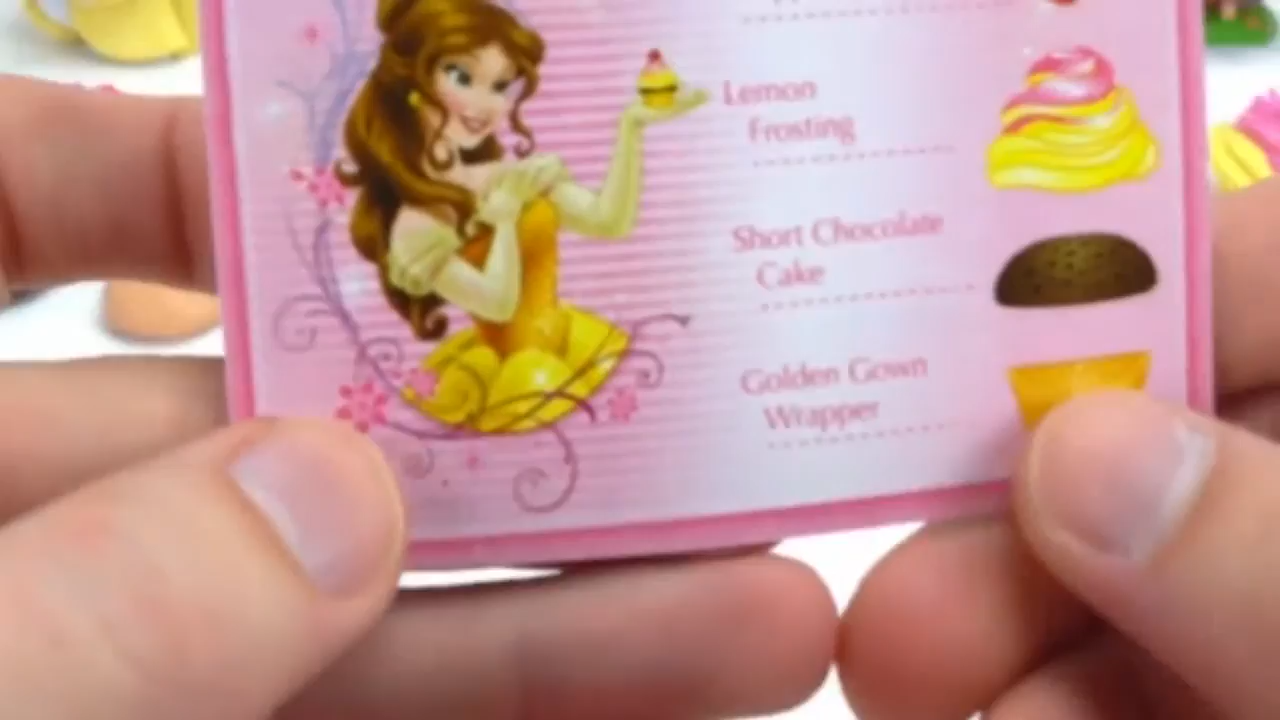 Lemon
Frosting
Short Chocolate
Cake
Golden Gown
Wrapper